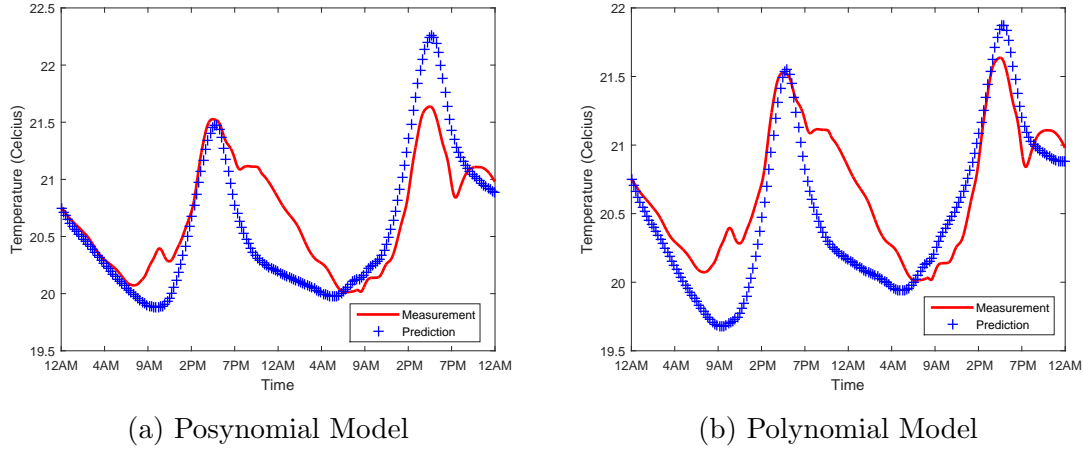 22.5
22
21.5
21
20.5
20
19.5
Temperature (Celcius)
12AM 4AM 9AM 2PM 7PM 12AM 4AM 9AM 2PM 7PM 12AM
Time
Measurement
Prediction
(a) Posynomial Model
22
21.5
21
20.5
20
19.5
Temperature (Celcius)
12AM 4AM 9AM 2PM 7PM 12AM 4AM 9AM 2PM 7PM 12AM
Time
Measurement
Prediction
(b) Polynomial Model